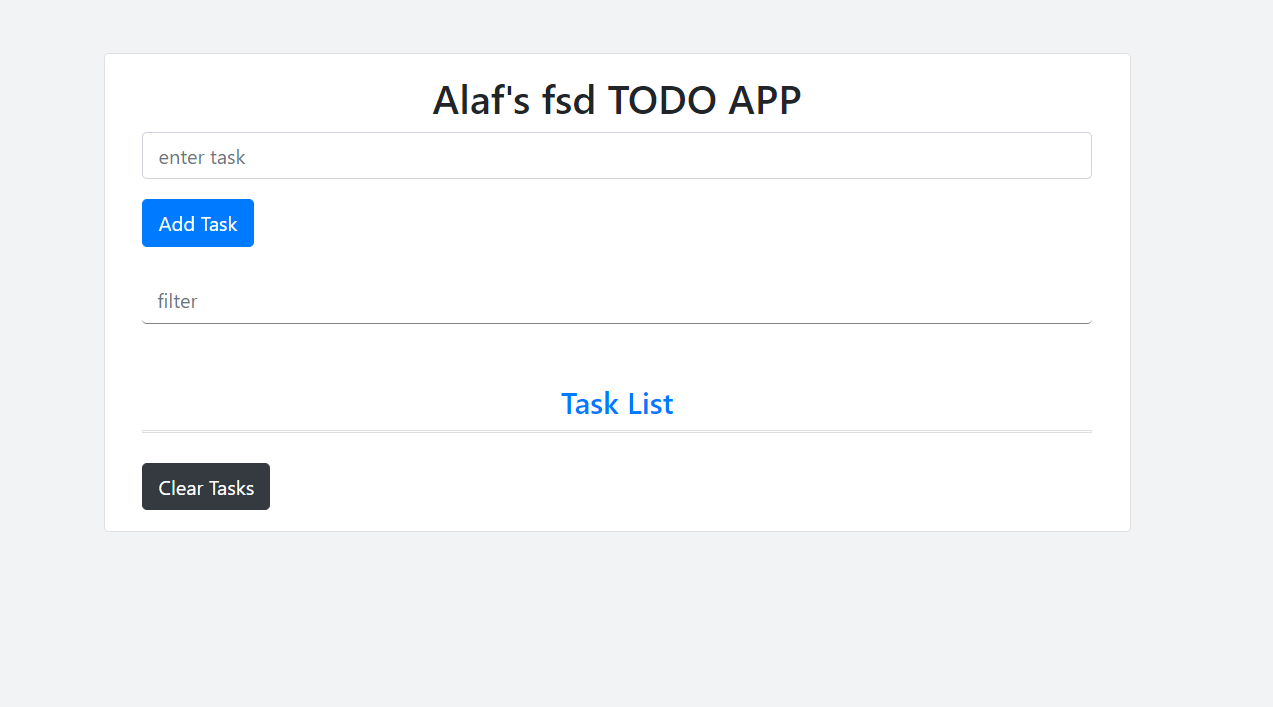 Alaf's fsd TODO APP
enter task
Add Task
filter
Task List
Clear Tasks